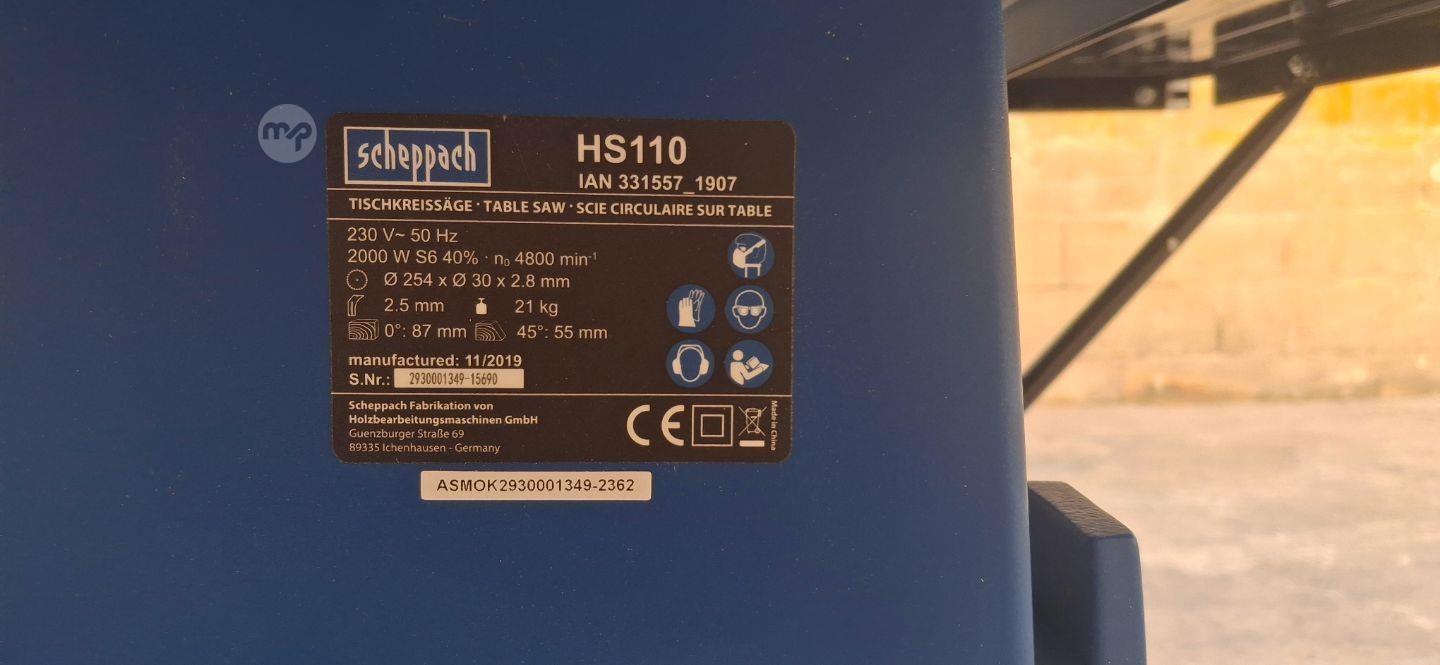 mp
scheppach
HS110
IAN 331557_1907
TISCHKREISSÄGE · TABLE SAW · SCIE CIRCULAIRE SUR TABLE
230 V~ 50 Hz
2000 W S6 40% · n₀ 4800 min⁻¹
Ø 254 x Ø 30 x 2.8 mm
2.5 mm 21 kg
0°: 87 mm 45°: 55 mm
manufactured: 11/2019
S.Nr.: 2930001349-15690
Scheppach Fabrikation von
Holzbearbeitungsmaschinen GmbH
Guenzburger Straße 69
89335 Ichenhausen - Germany
CE
Made in China
ASMOK2930001349-2362